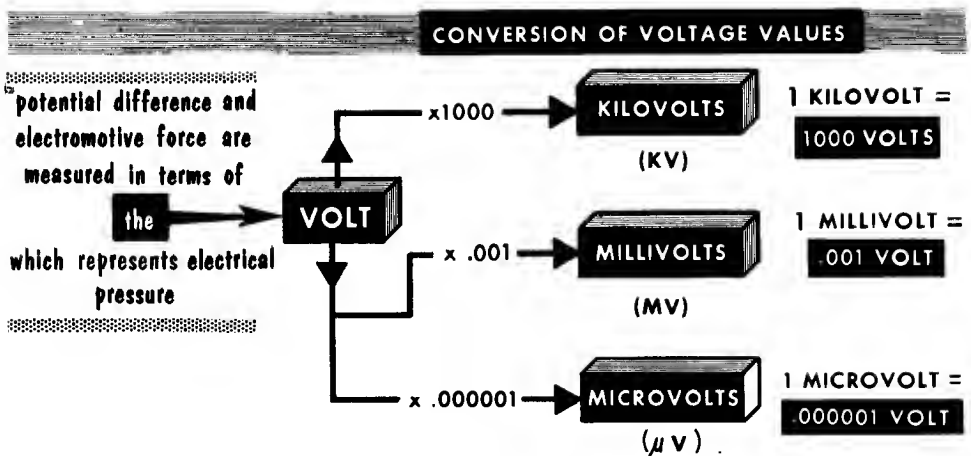 CONVERSION OF VOLTAGE VALUES
potential difference and
electromotive force are
measured in terms of
the
which represents electrical
pressure
VOLT
x1000
KILOVOLTS
(KV)
1 KILOVOLT =
1000 VOLTS
x .001
MILLIVOLTS
(MV)
1 MILLIVOLT =
.001 VOLT
x .000001
MICROVOLTS
(μ V) .
1 MICROVOLT =
.000001 VOLT